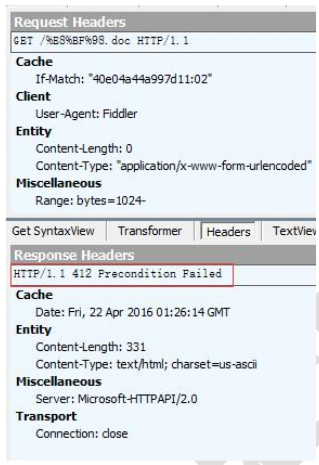 Request Headers
GET /%E8%BF%98.doc HTTP/1.1
Cache
If-Match: "40e04a44a997d11:02"
Client
User-Agent: Fiddler
Entity
Content-Length: 0
Content-Type: "application/x-www-form-urlencoded"
Miscellaneous
Range: bytes=1024-
Get SyntaxView Transformer Headers TextView
Response Headers
HTTP/1.1 412 Precondition Failed
Cache
Date: Fri, 22 Apr 2016 01:26:14 GMT
Entity
Content-Length: 331
Content-Type: text/html; charset=us-ascii
Miscellaneous
Server: Microsoft-HTTPAPI/2.0
Transport
Connection: close